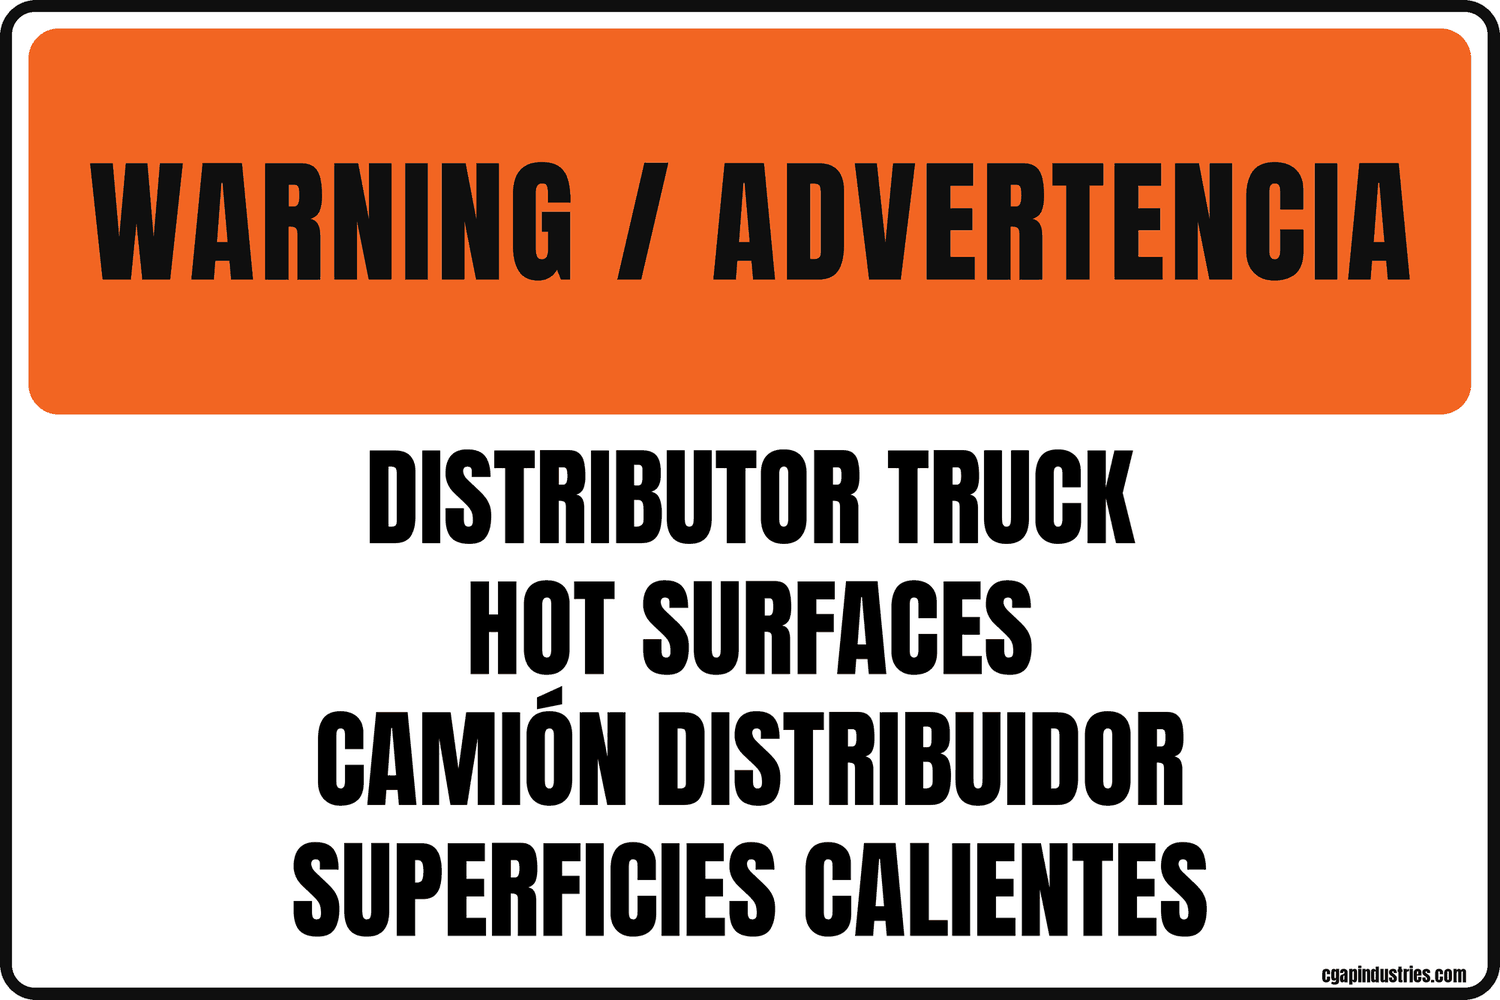 WARNING / ADVERTENCIA
DISTRIBUTOR TRUCK
HOT SURFACES
CAMIÓN DISTRIBUIDOR
SUPERFICIES CALIENTES
cgapindustries.com